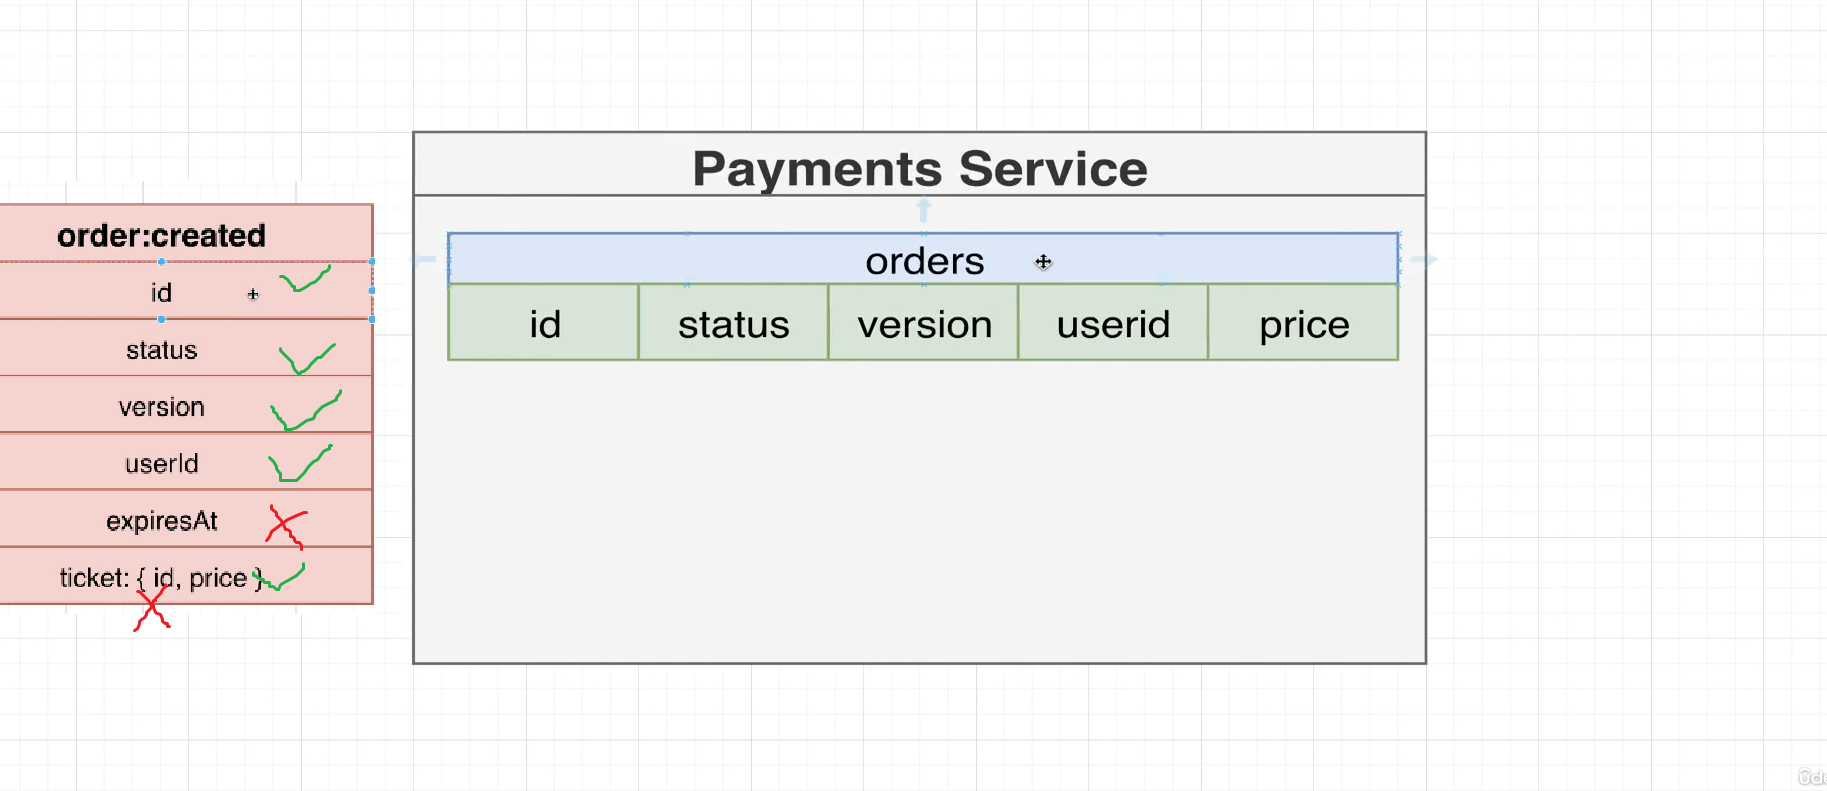 Payments Service
order:created
id
status
version
userId
expiresAt
ticket: { id, price }
orders
id status version userid price